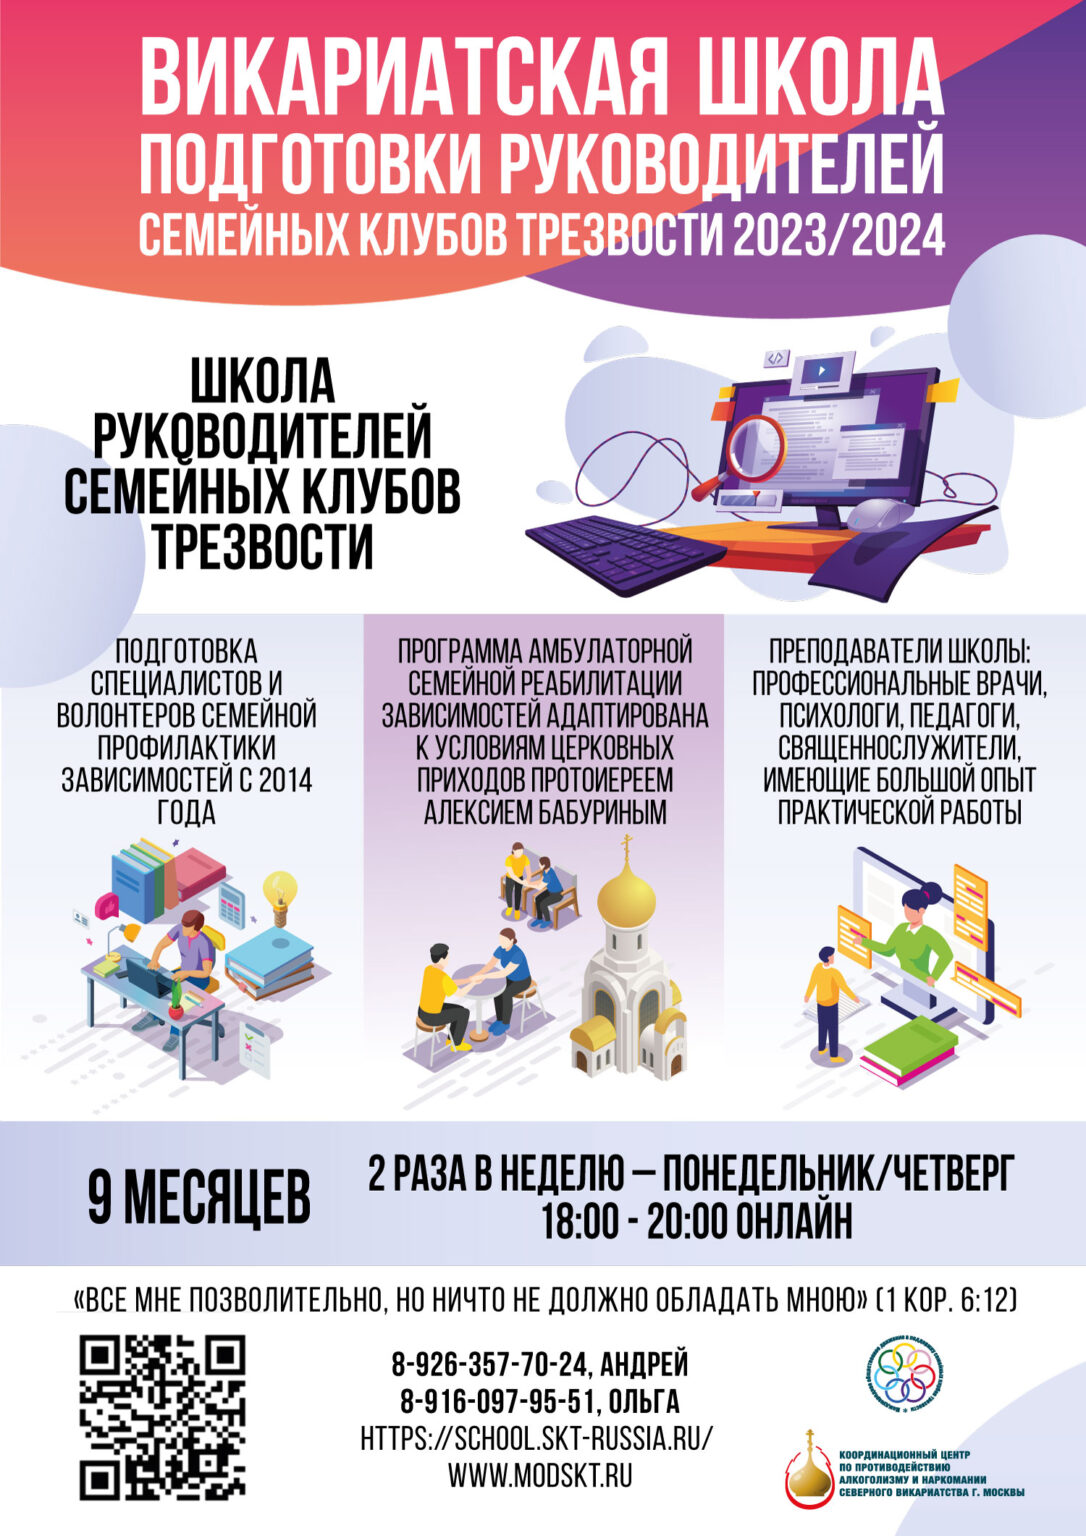 ВИКАРИАТСКАЯ ШКОЛА
ПОДГОТОВКИ РУКОВОДИТЕЛЕЙ
СЕМЕЙНЫХ КЛУБОВ ТРЕЗВОСТИ 2023/2024
ШКОЛА
РУКОВОДИТЕЛЕЙ
СЕМЕЙНЫХ КЛУБОВ
ТРЕЗВОСТИ
ПОДГОТОВКА
СПЕЦИАЛИСТОВ И
ВОЛОНТЕРОВ СЕМЕЙНОЙ
ПРОФИЛАКТИКИ
ЗАВИСИМОСТЕЙ С 2014
ГОДА
ПРОГРАММА АМБУЛАТОРНОЙ
СЕМЕЙНОЙ РЕАБИЛИТАЦИИ
ЗАВИСИМОСТЕЙ АДАПТИРОВАНА
К УСЛОВИЯМ ЦЕРКОВНЫХ
ПРИХОДОВ ПРОТОИЕРЕЕМ
АЛЕКСИЕМ БАБУРИНЫМ
ПРЕПОДАВАТЕЛИ ШКОЛЫ:
ПРОФЕССИОНАЛЬНЫЕ ВРАЧИ,
ПСИХОЛОГИ, ПЕДАГОГИ,
СВЯЩЕННОСЛУЖИТЕЛИ,
ИМЕЮЩИЕ БОЛЬШОЙ ОПЫТ
ПРАКТИЧЕСКОЙ РАБОТЫ
9 МЕСЯЦЕВ
2 РАЗА В НЕДЕЛЮ – ПОНЕДЕЛЬНИК/ЧЕТВЕРГ
18:00 - 20:00 ОНЛАЙН
«ВСЕ МНЕ ПОЗВОЛИТЕЛЬНО, НО НИЧТО НЕ ДОЛЖНО ОБЛАДАТЬ МНОЮ» (1 КОР. 6:12)
8-926-357-70-24, АНДРЕЙ
8-916-097-95-51, ОЛЬГА
HTTPS://SCHOOL.SKT-RUSSIA.RU/
WWW.MODSKT.RU
КООРДИНАЦИОННЫЙ ЦЕНТР
ПО ПРОТИВОДЕЙСТВИЮ
АЛКОГОЛИЗМУ И НАРКОМАНИИ
СЕВЕРНОГО ВИКАРИАТСТВА Г. МОСКВЫ